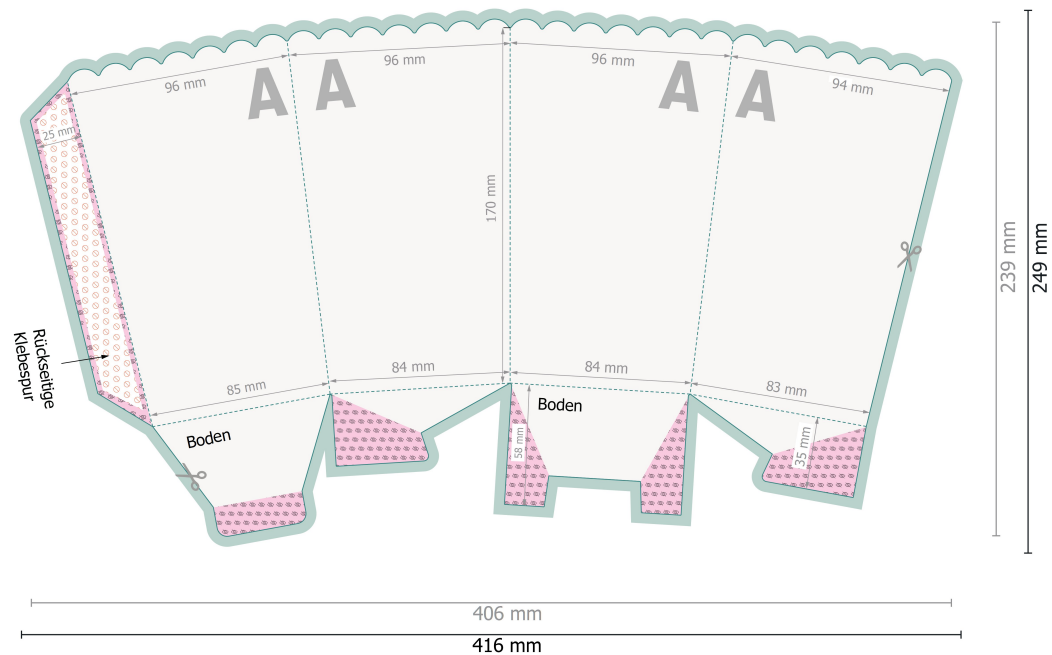 96 mm
96 mm
96 mm
94 mm
A
A
A
A
25 mm
170 mm
239 mm
249 mm
Rückseitige
Klebespur
85 mm
84 mm
84 mm
83 mm
Boden
Boden
58 mm
35 mm
406 mm
416 mm